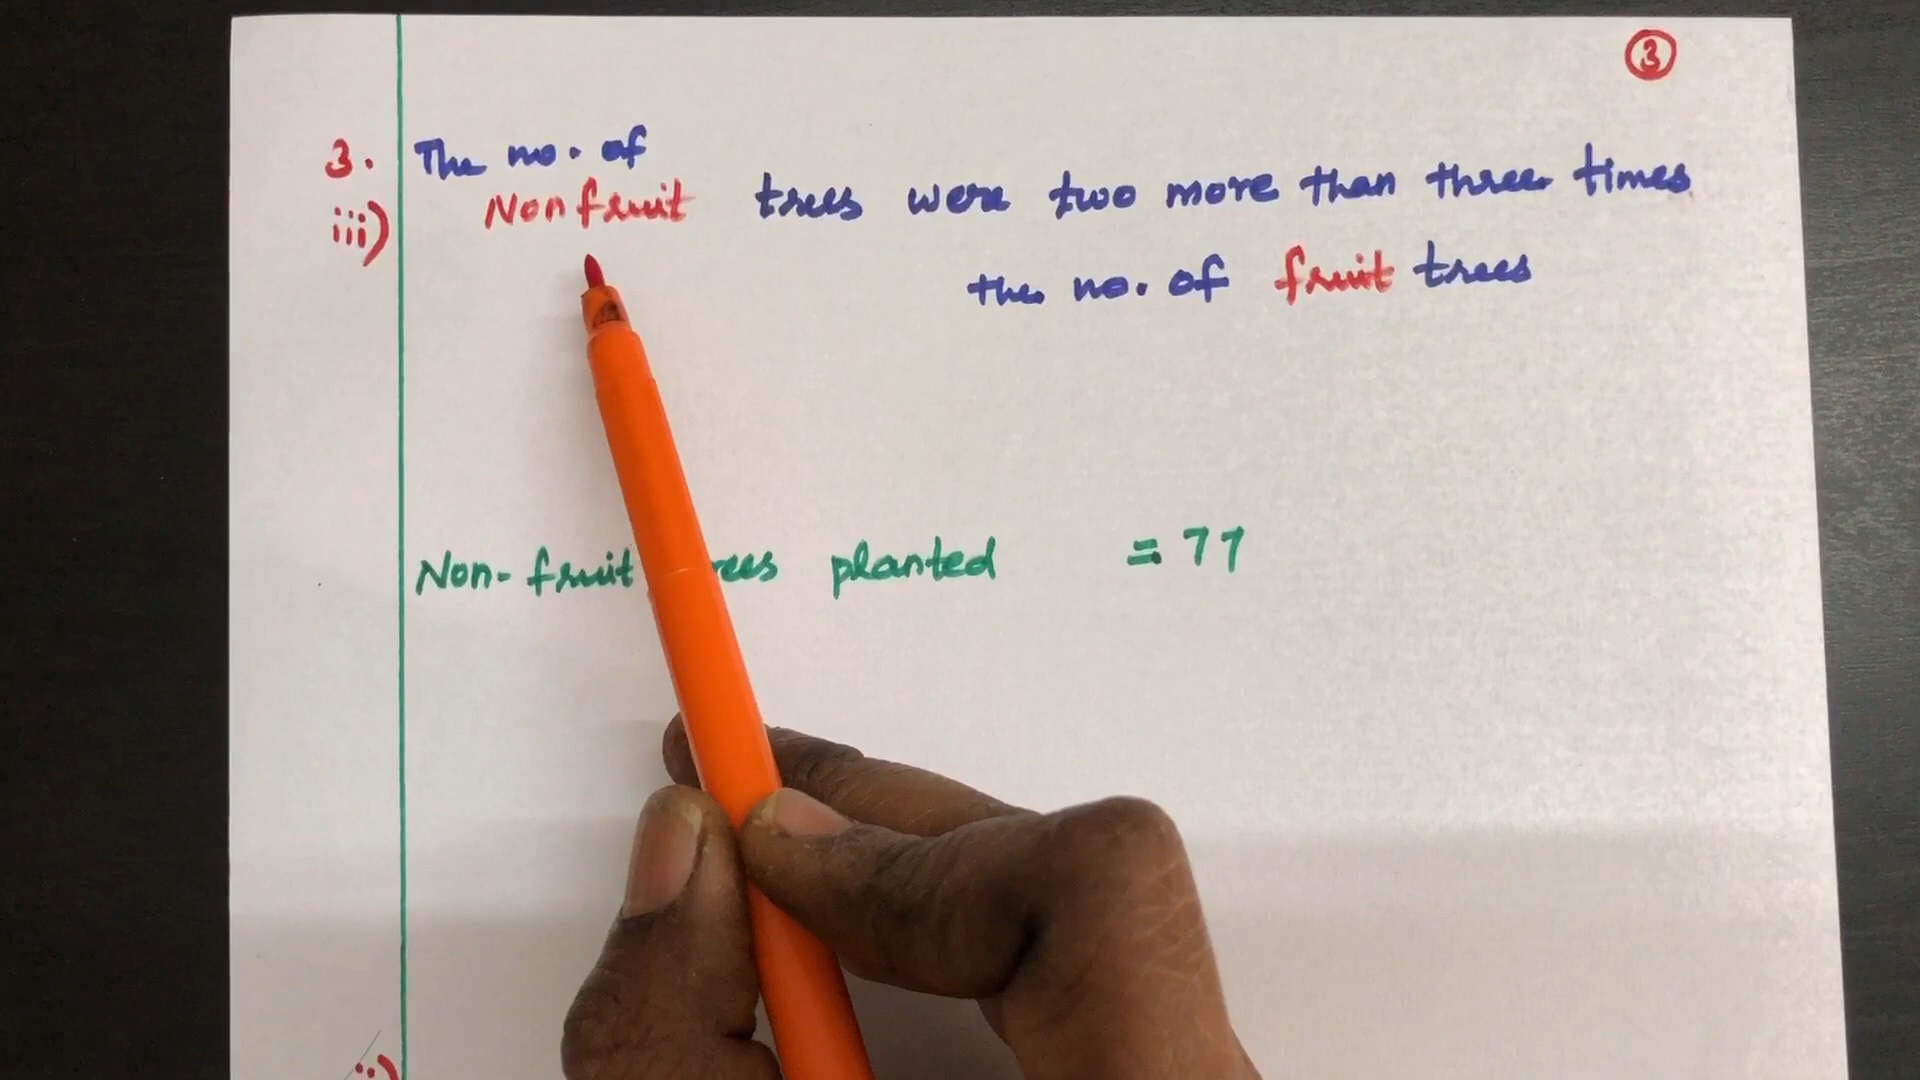 3
3. The no. of
iii) Nonfruit trees were two more than three times
the no. of fruit trees
Non-fruit rees planted = 77